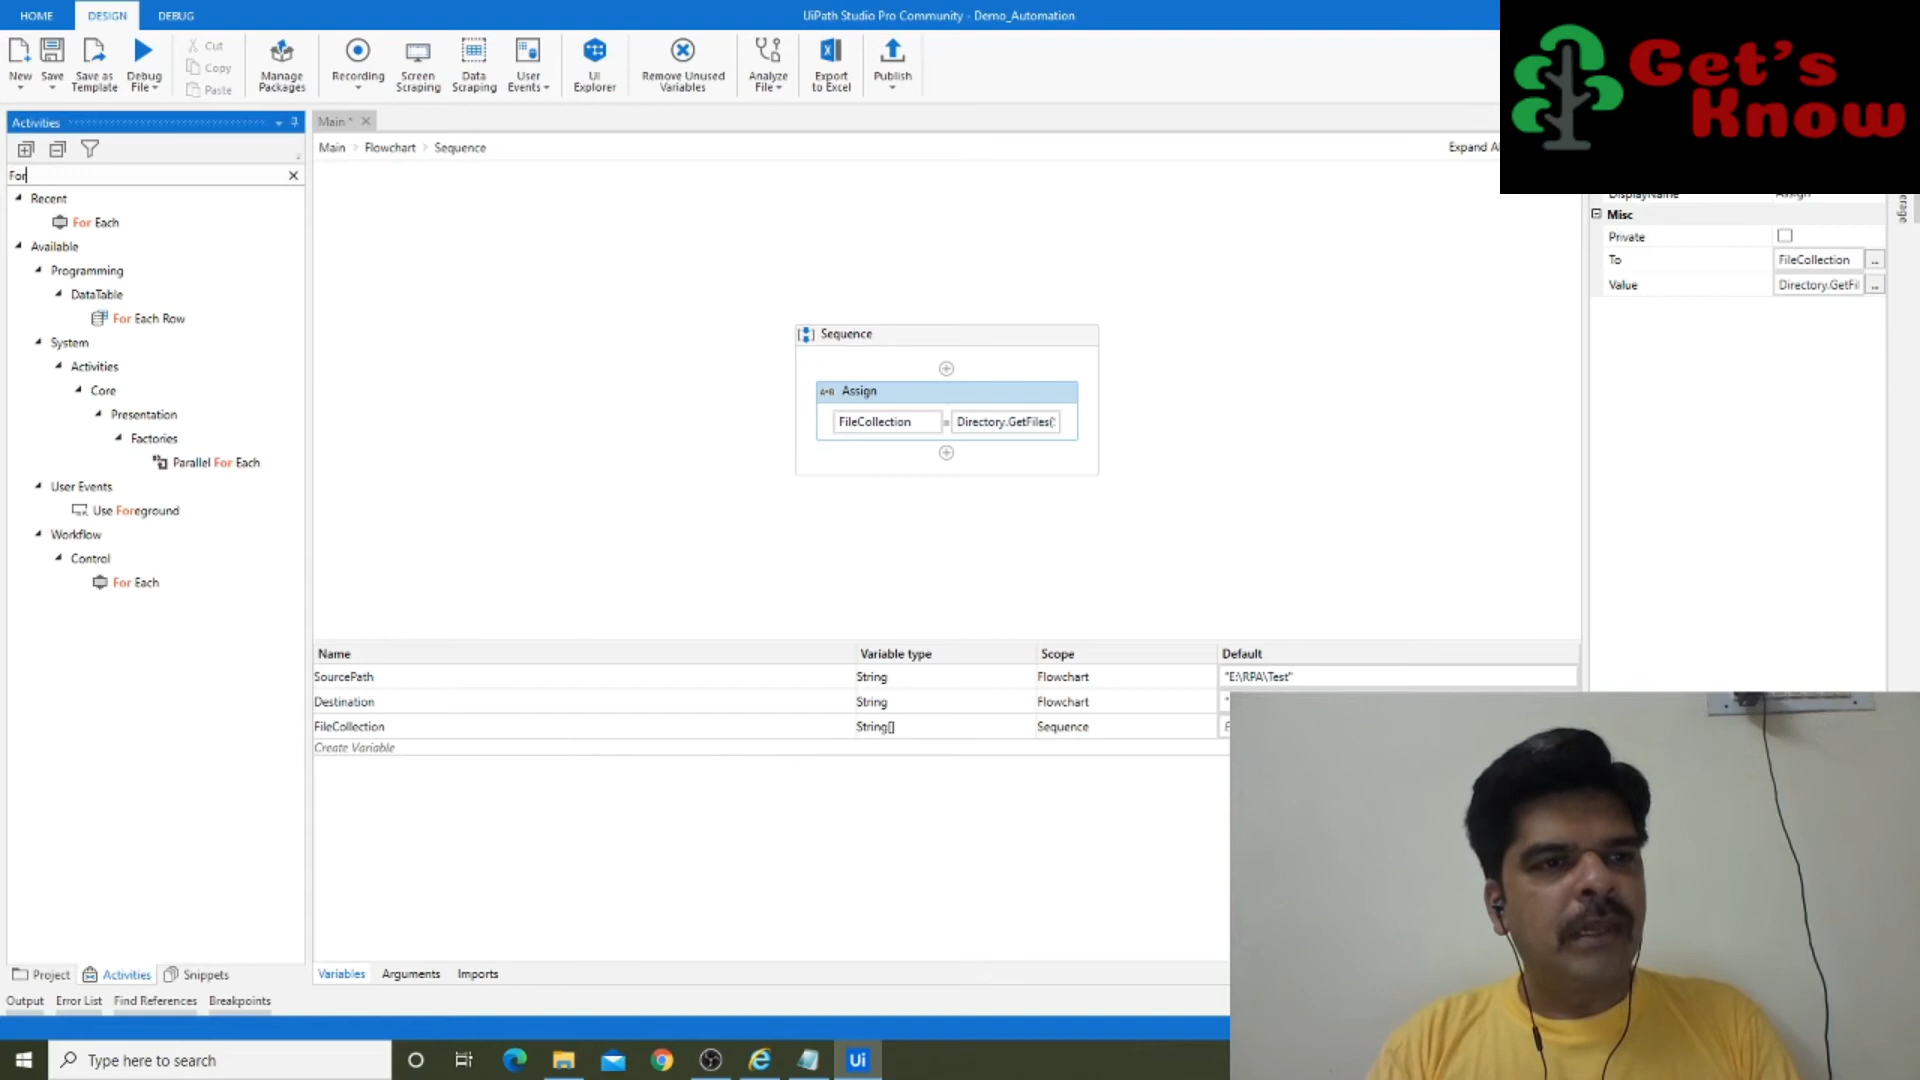 HOME
DESIGN
DEBUG
UiPath Studio Pro Community - Demo_Automation
New
Save
Save as Template
Debug File
Cut
Copy
Paste
Manage Packages
Recording
Screen Scraping
Data Scraping
User Events
UI Explorer
Remove Unused Variables
Analyze File
Export to Excel
Publish
Get's
Know
Activities
Main *
Main > Flowchart > Sequence
Expand Al
For
Recent
For Each
Available
Programming
DataTable
For Each Row
System
Activities
Core
Presentation
Factories
Parallel For Each
User Events
Use Foreground
Workflow
Control
For Each
Sequence
A+B Assign
FileCollection = Directory.GetFiles(
DisplayName Assign
Misc
Private
To FileCollection ...
Value Directory.GetFi ...
erage
Name Variable type Scope Default
SourcePath String Flowchart "E:\RPA\Test"
Destination String Flowchart "
FileCollection String[] Sequence E
Create Variable
Variables Arguments Imports
Project Activities Snippets
Output Error List Find References Breakpoints
Type here to search
Ui